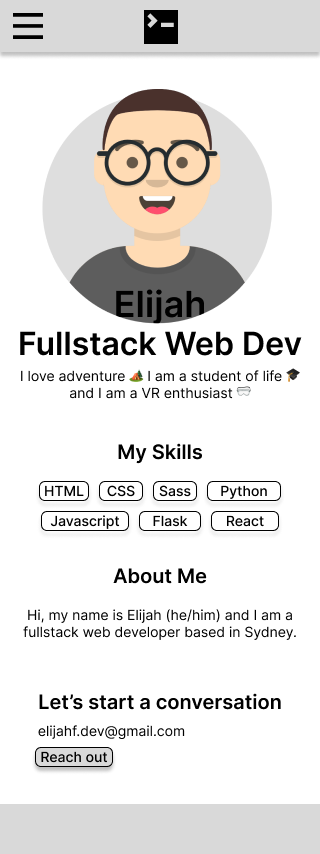 Elijah
Fullstack Web Dev
I love adventure 🏕️ I am a student of life 🎓
and I am a VR enthusiast 🥽
My Skills
HTML CSS Sass Python
Javascript Flask React
About Me
Hi, my name is Elijah (he/him) and I am a
fullstack web developer based in Sydney.
Let’s start a conversation
elijahf.dev@gmail.com
Reach out